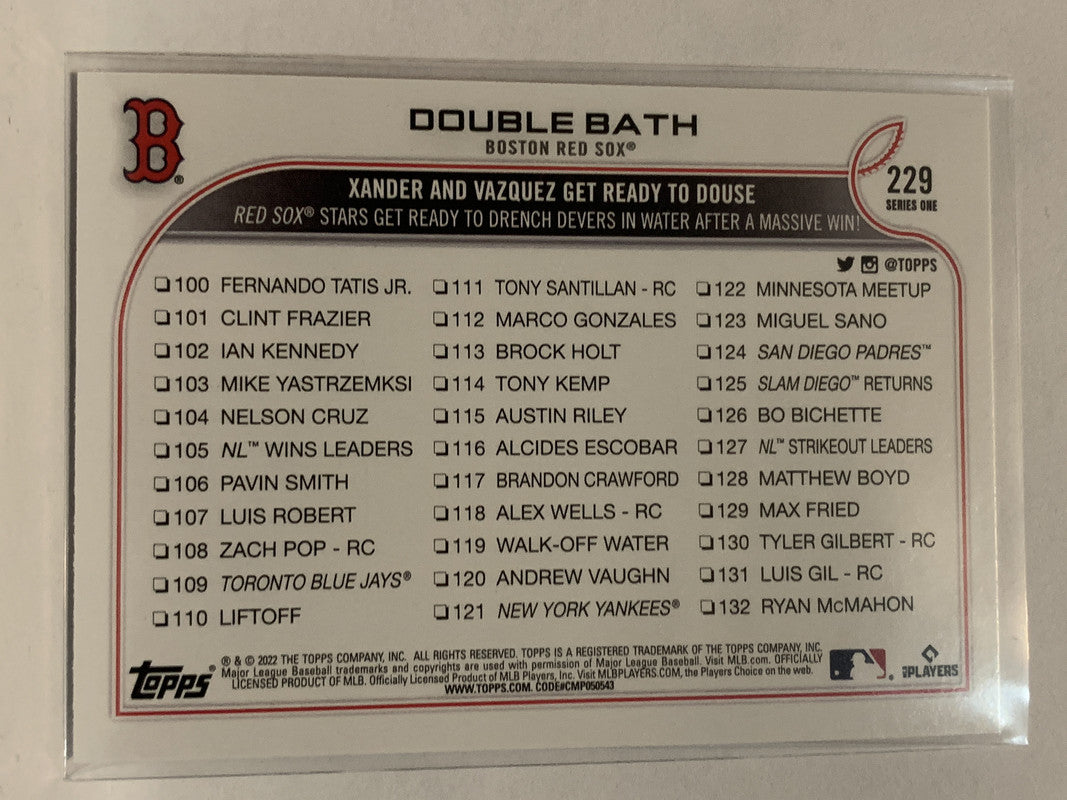 B®
DOUBLE BATH
BOSTON RED SOX®
229
SERIES ONE
XANDER AND VAZQUEZ GET READY TO DOUSE
RED SOX® STARS GET READY TO DRENCH DEVERS IN WATER AFTER A MASSIVE WIN!
@TOPPS
❏100 FERNANDO TATIS JR.
❏101 CLINT FRAZIER
❏102 IAN KENNEDY
❏103 MIKE YASTRZEMKSI
❏104 NELSON CRUZ
❏105 NL™ WINS LEADERS
❏106 PAVIN SMITH
❏107 LUIS ROBERT
❏108 ZACH POP - RC
❏109 TORONTO BLUE JAYS®
❏110 LIFTOFF
❏111 TONY SANTILLAN - RC
❏112 MARCO GONZALES
❏113 BROCK HOLT
❏114 TONY KEMP
❏115 AUSTIN RILEY
❏116 ALCIDES ESCOBAR
❏117 BRANDON CRAWFORD
❏118 ALEX WELLS - RC
❏119 WALK-OFF WATER
❏120 ANDREW VAUGHN
❏121 NEW YORK YANKEES®
❏122 MINNESOTA MEETUP
❏123 MIGUEL SANO
❏124 SAN DIEGO PADRES™
❏125 SLAM DIEGO™ RETURNS
❏126 BO BICHETTE
❏127 NL™ STRIKEOUT LEADERS
❏128 MATTHEW BOYD
❏129 MAX FRIED
❏130 TYLER GILBERT - RC
❏131 LUIS GIL - RC
❏132 RYAN McMAHON
Topps®
® & © 2022 THE TOPPS COMPANY, INC. ALL RIGHTS RESERVED. TOPPS IS A REGISTERED TRADEMARK OF THE TOPPS COMPANY, INC.
Major League Baseball trademarks and copyrights are used with permission of Major League Baseball. Visit MLB.com. OFFICIALLY
LICENSED PRODUCT OF MLB. Officially Licensed Product of MLB Players, Inc. Visit MLBPLAYERS.COM, the Players Choice on the web.
WWW.TOPPS.COM. CODE#CMP050543
MLBPLAYERS